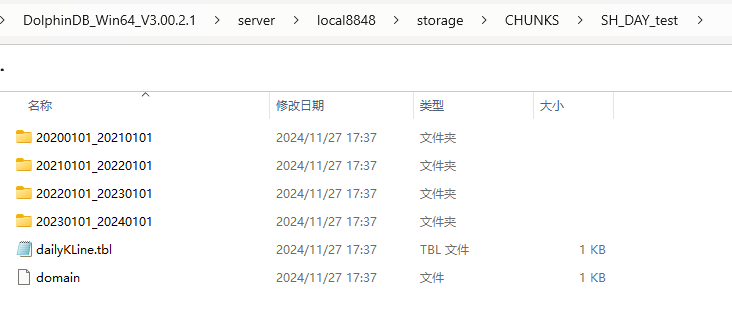 DolphinDB_Win64_V3.00.2.1 > server > local8848 > storage > CHUNKS > SH_DAY_test >
名称 修改日期 类型 大小
20200101_20210101 2024/11/27 17:37 文件夹
20210101_20220101 2024/11/27 17:37 文件夹
20220101_20230101 2024/11/27 17:37 文件夹
20230101_20240101 2024/11/27 17:37 文件夹
dailyKLine.tbl 2024/11/27 17:37 TBL 文件 1 KB
domain 2024/11/27 17:37 文件 1 KB